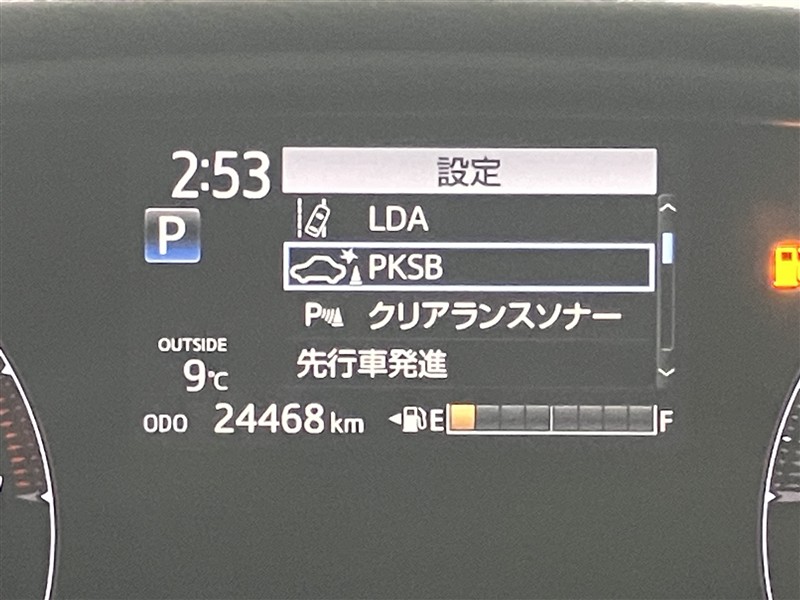 2:53
設定
P
LDA
PKSB
P クリアランスソナー
先行車発進
OUTSIDE
9℃
ODO 24468 km
E F